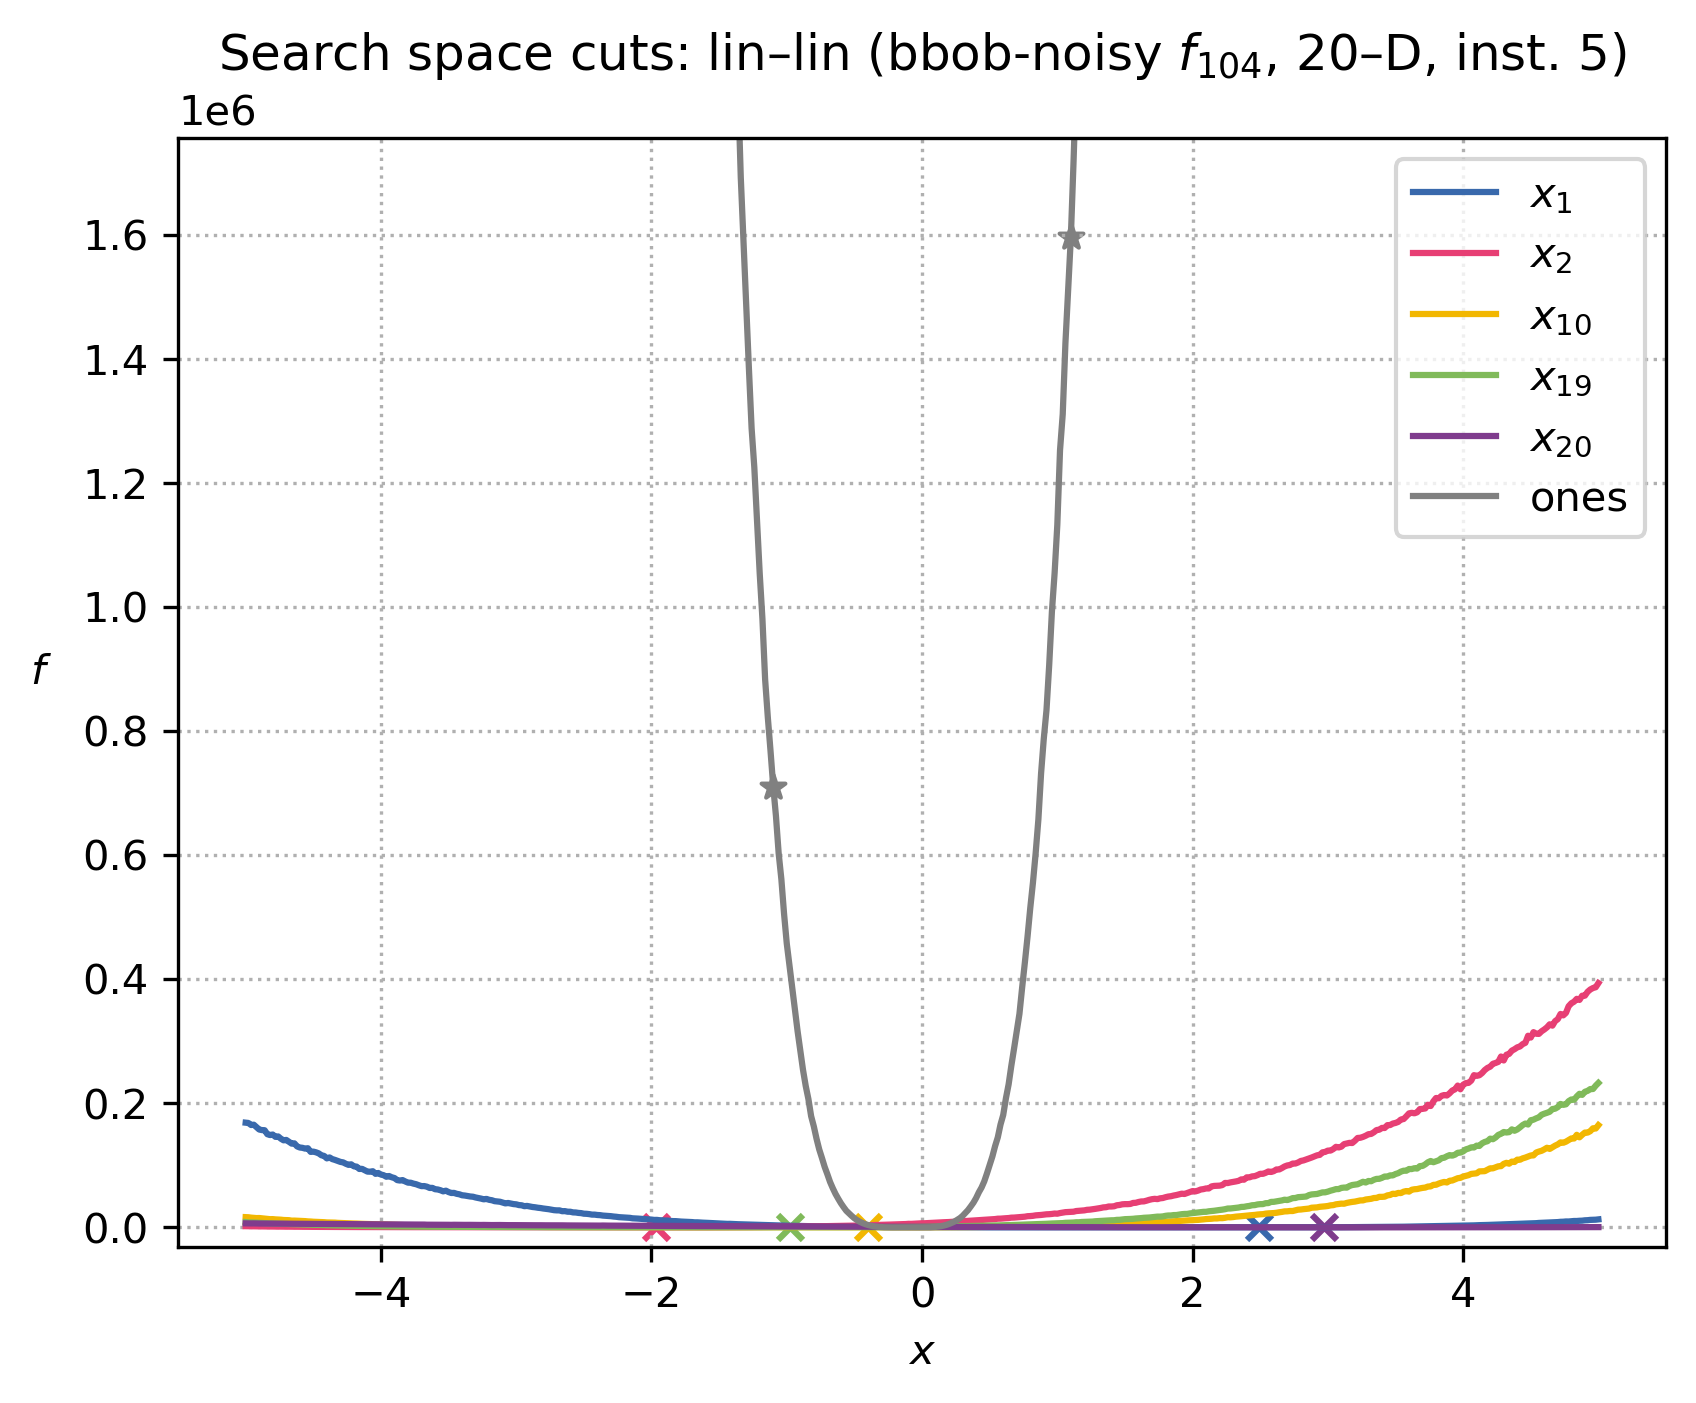 Search space cuts: lin–lin (bbob-noisy f₁₀₄, 20–D, inst. 5)
1e6
1.6
1.4
1.2
1.0
0.8
0.6
0.4
0.2
0.0
f
x₁
x₂
x₁₀
x₁₉
x₂₀
ones
−4 −2 0 2 4
x